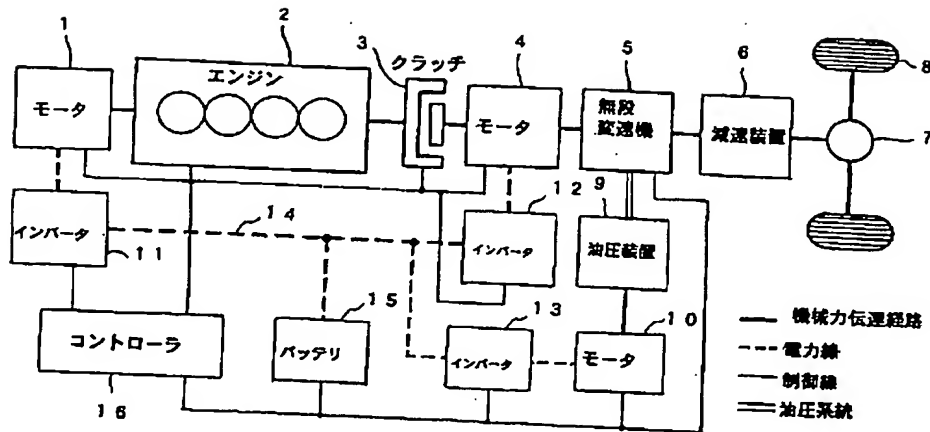 1
2
エンジン
3
クラッチ
4
5
6
8
モータ
モータ
無段
変速機
減速装置
7
9
14
12
インバータ
11
インバータ
油圧装置
15
13
10
コントローラ
16
バッテリ
インバータ
モータ
機械力伝達経路
電力線
制御線
油圧系統